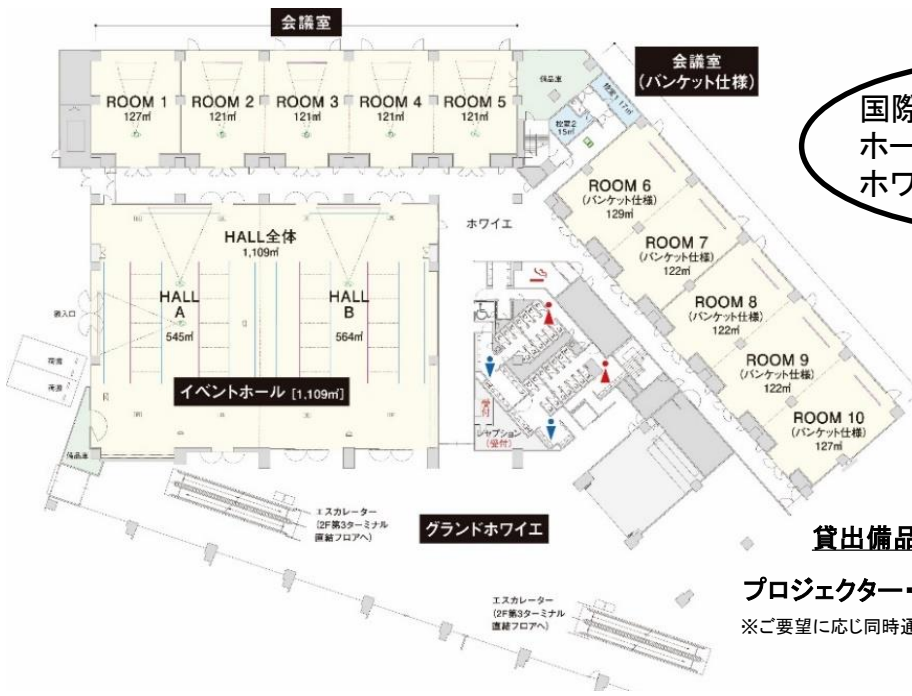 会議室
会議室
(バンケット仕様)
国際
ホー
ホワ
備品庫
控室1 17㎡
控室2
15㎡
ROOM 1
127㎡
ROOM 2
121㎡
ROOM 3
121㎡
ROOM 4
121㎡
ROOM 5
121㎡
ROOM 6
(バンケット仕様)
129㎡
ROOM 7
(バンケット仕様)
122㎡
ROOM 8
(バンケット仕様)
122㎡
ROOM 9
(バンケット仕様)
122㎡
ROOM 10
(バンケット仕様)
127㎡
ホワイエ
HALL全体
1,109㎡
HALL
A
545㎡
HALL
B
564㎡
搬入口
荷置
荷置
イベントホール [1,109㎡]
受付
シャプション
(受付)
備品庫
エスカレーター
(2F第3ターミナル
直結フロアへ)
グランドホワイエ
エスカレーター
(2F第3ターミナル
直結フロアへ)
貸出備品
プロジェクター・
※ご要望に応じ同時通